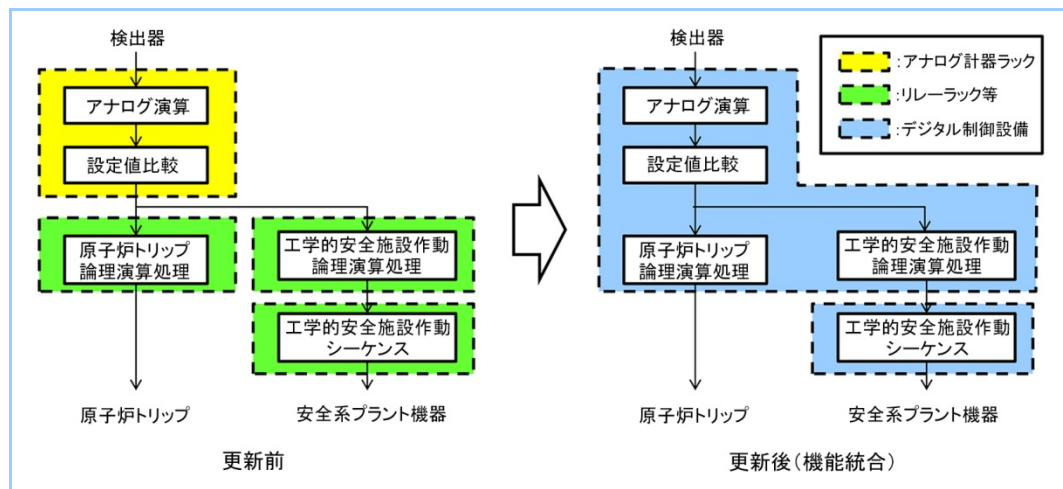 検出器
アナログ演算
設定値比較
原子炉トリップ
論理演算処理
工学的安全施設作動
論理演算処理
工学的安全施設作動
シーケンス
原子炉トリップ
安全系プラント機器
更新前
検出器
アナログ演算
設定値比較
原子炉トリップ
論理演算処理
工学的安全施設作動
論理演算処理
工学的安全施設作動
シーケンス
原子炉トリップ
安全系プラント機器
更新後(機能統合)
:アナログ計器ラック
:リレーラック等
:デジタル制御設備